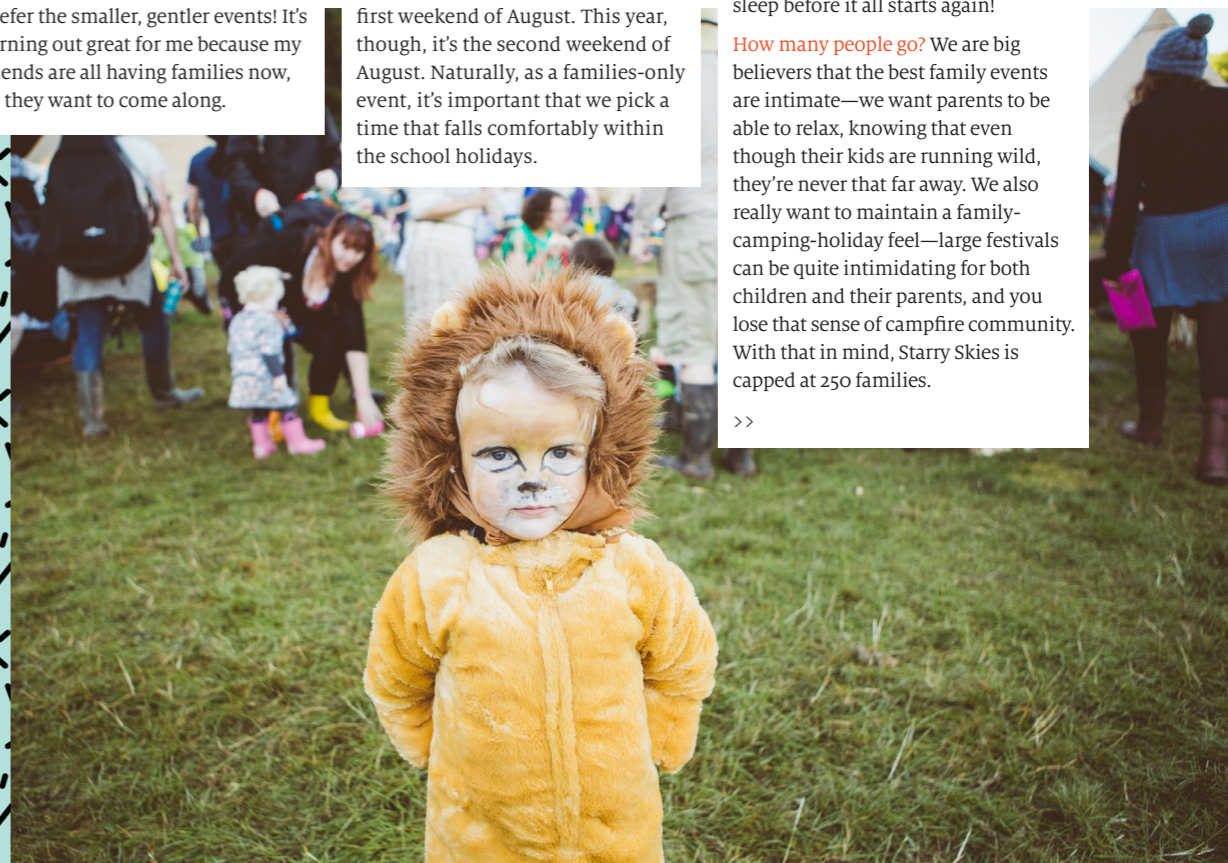 prefer the smaller, gentler events! It's
turning out great for me because my
friends are all having families now,
they want to come along.
first weekend of August. This year,
though, it's the second weekend of
August. Naturally, as a families-only
event, it's important that we pick a
time that falls comfortably within
the school holidays.
sleep before it all starts again!
How many people go? We are big
believers that the best family events
are intimate—we want parents to be
able to relax, knowing that even
though their kids are running wild,
they're never that far away. We also
really want to maintain a family-
camping-holiday feel—large festivals
can be quite intimidating for both
children and their parents, and you
lose that sense of campfire community.
With that in mind, Starry Skies is
capped at 250 families.
>>